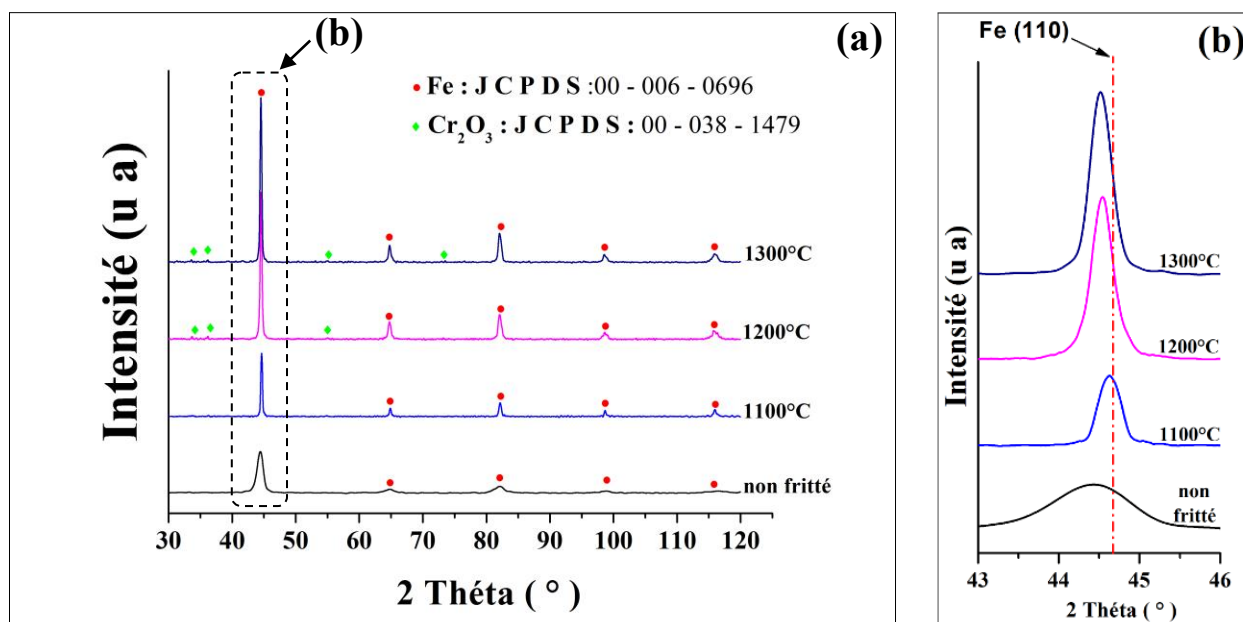 (b)
(a)
Fe : J C P D S :00 - 006 - 0696
Cr2O3 : J C P D S : 00 - 038 - 1479
Intensité (u a)
1300°C
1200°C
1100°C
non fritté
30 40 50 60 70 80 90 100 110 120
2 Théta ( ° )
Fe (110)
(b)
Intensité (u a)
1300°C
1200°C
1100°C
non
fritté
43 44 45 46
2 Théta ( ° )